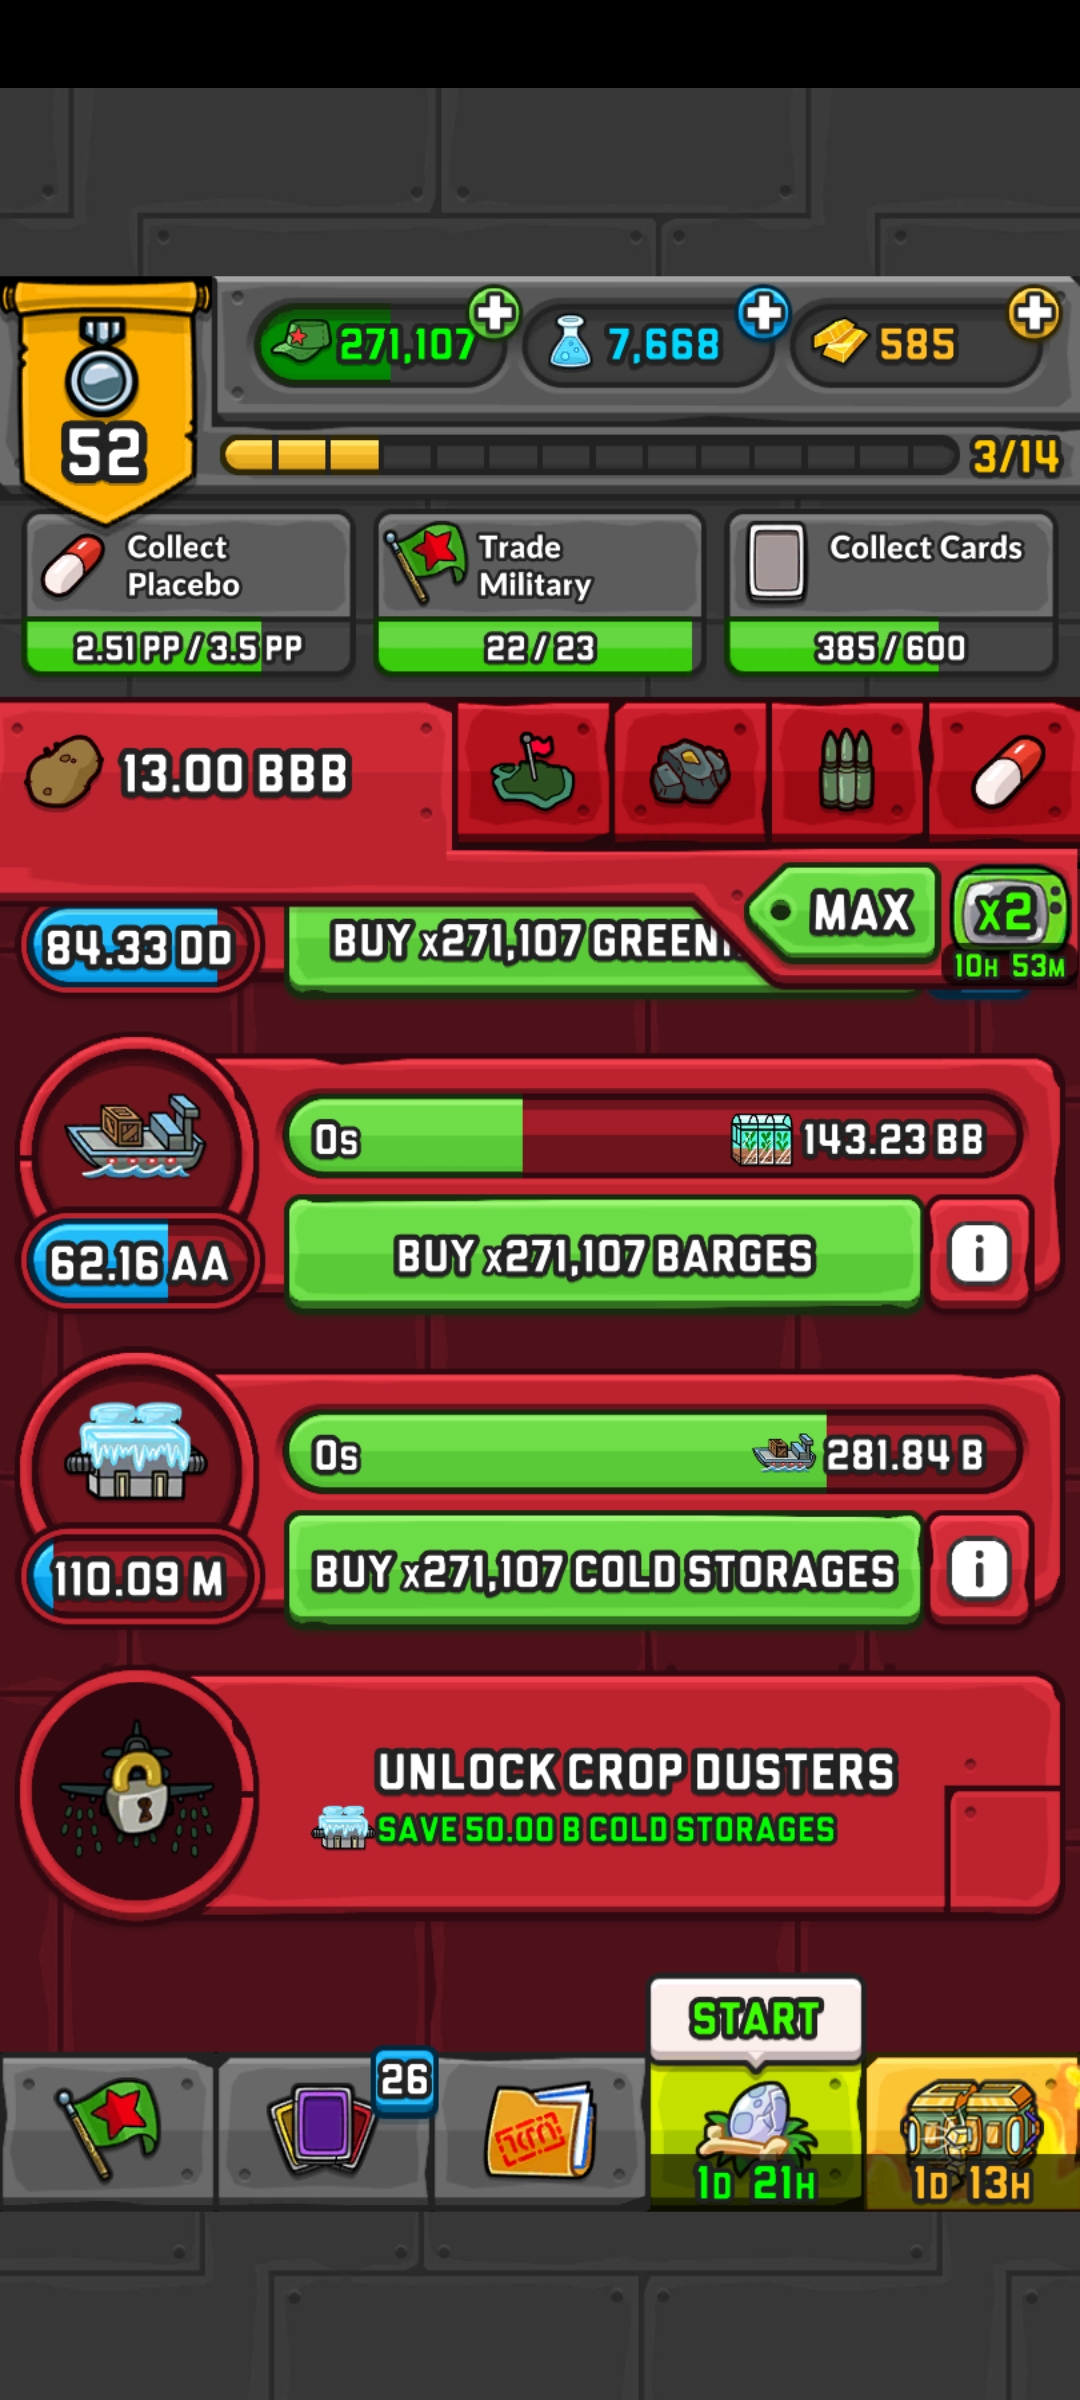 271,107
7,668
585
52
3/14
Collect
Placebo
2.51 PP / 3.5 PP
Trade
Military
22 / 23
Collect Cards
385 / 600
13.00 BBB
MAX
x2
10H 53M
84.33 DD
BUY x271,107 GREEN
0s
143.23 BB
62.16 AA
BUY x271,107 BARGES
i
0s
281.84 B
110.09 M
BUY x271,107 COLD STORAGES
i
UNLOCK CROP DUSTERS
SAVE 50.00 B COLD STORAGES
START
26
1D 21H
1D 13H